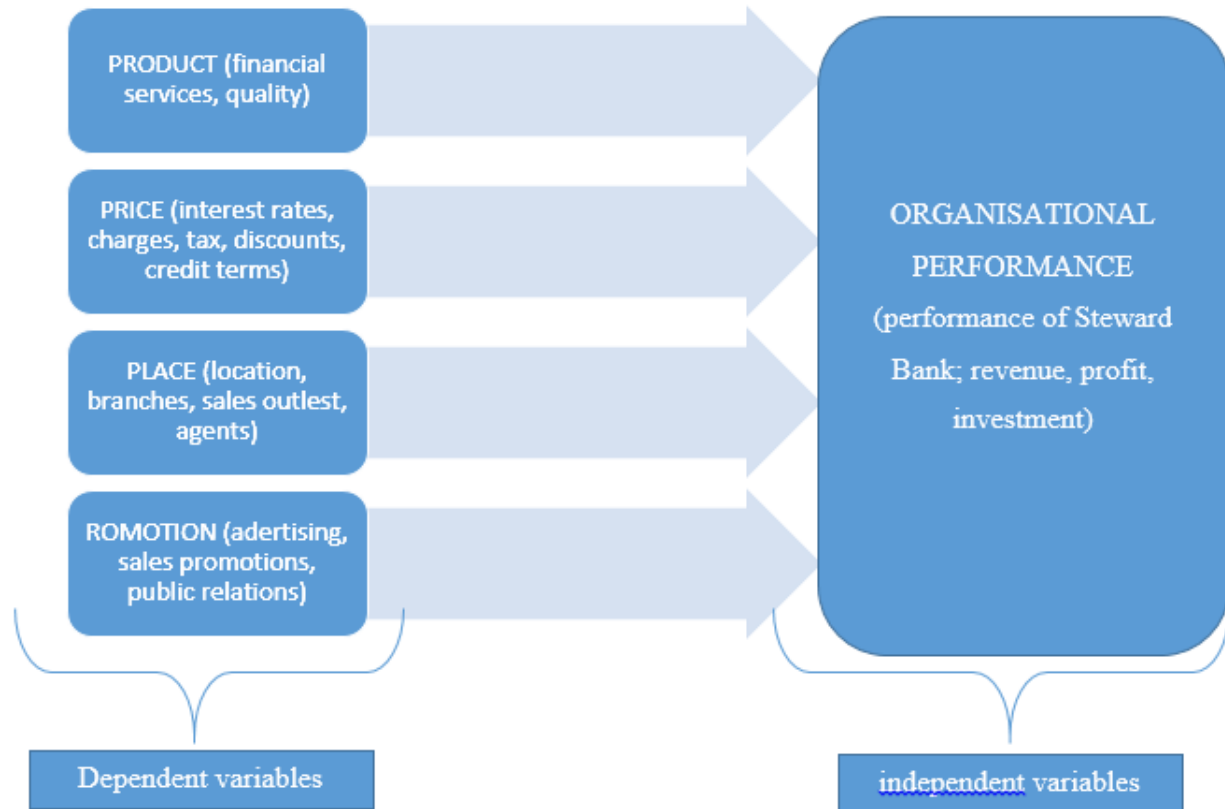 PRODUCT (financial
services, quality)
PRICE (interest rates,
charges, tax, discounts,
credit terms)
PLACE (location,
branches, sales outlest,
agents)
ROMOTION (adertising,
sales promotions,
public relations)
ORGANISATIONAL
PERFORMANCE
(performance of Steward
Bank; revenue, profit,
investment)
Dependent variables
independent variables